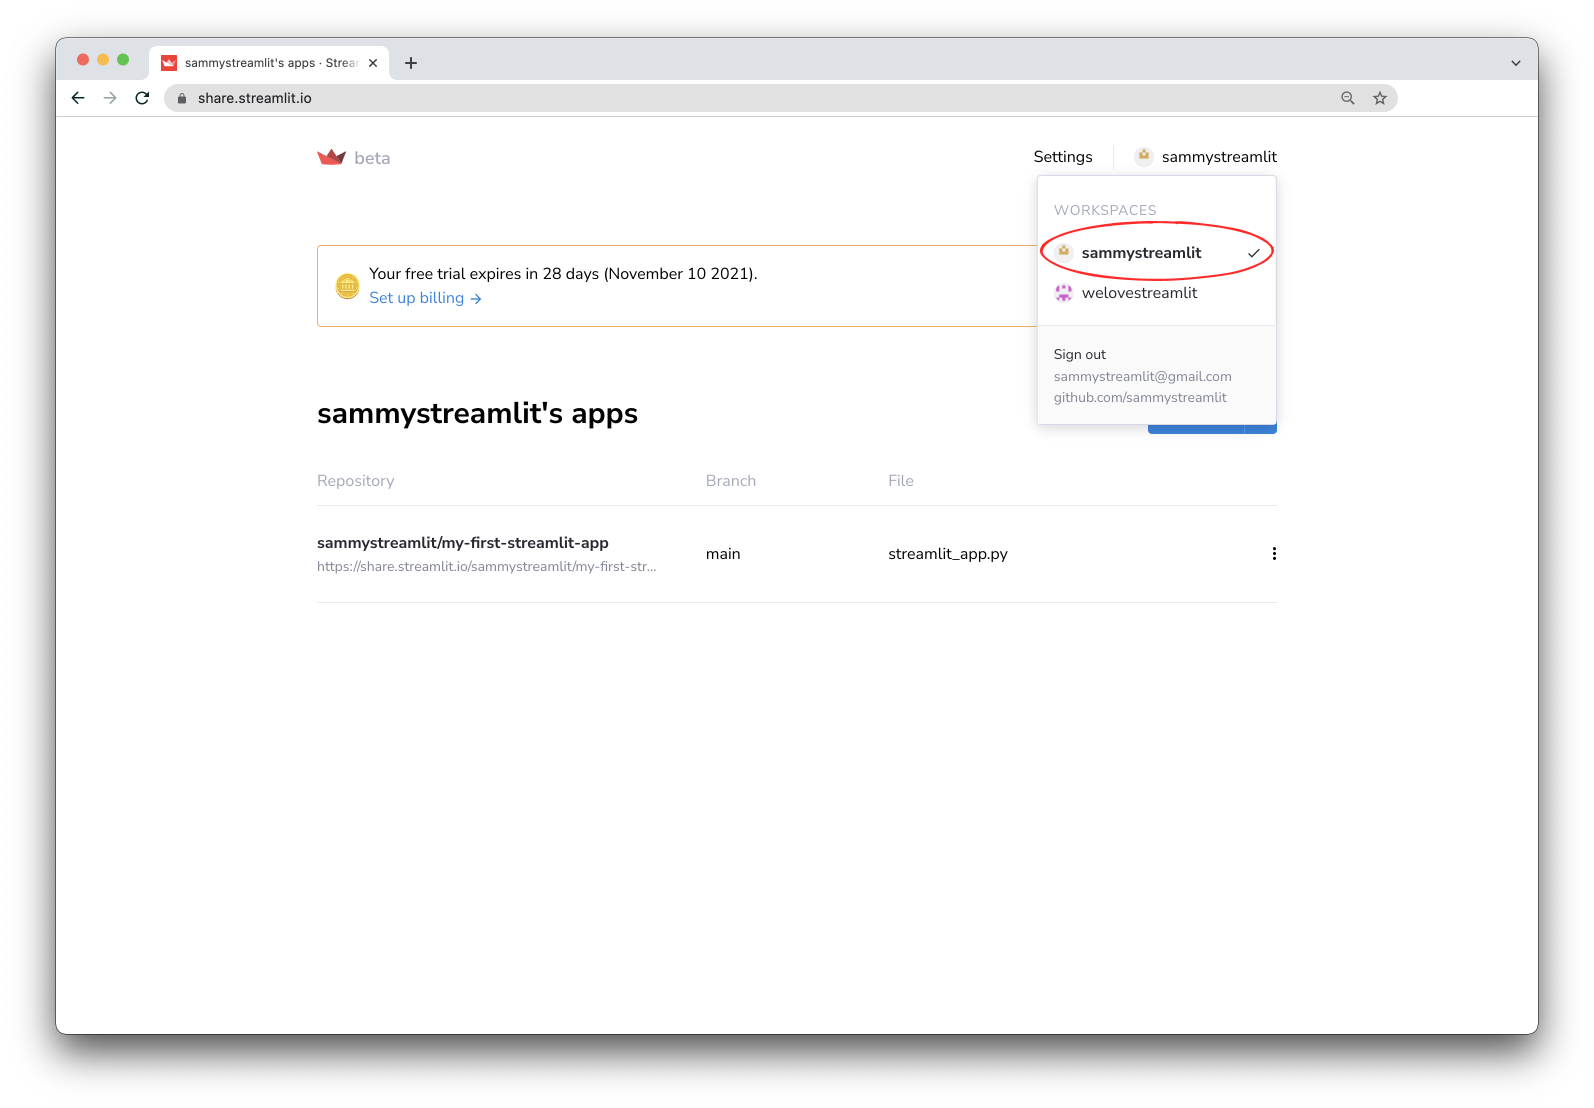 sammystreamlit's apps · Strea
share.streamlit.io
beta
Settings
sammystreamlit
WORKSPACES
sammystreamlit
welovestreamlit
Sign out
sammystreamlit@gmail.com
github.com/sammystreamlit
Your free trial expires in 28 days (November 10 2021).
Set up billing →
sammystreamlit's apps
Repository Branch File
sammystreamlit/my-first-streamlit-app
https://share.streamlit.io/sammystreamlit/my-first-str...
main
streamlit_app.py